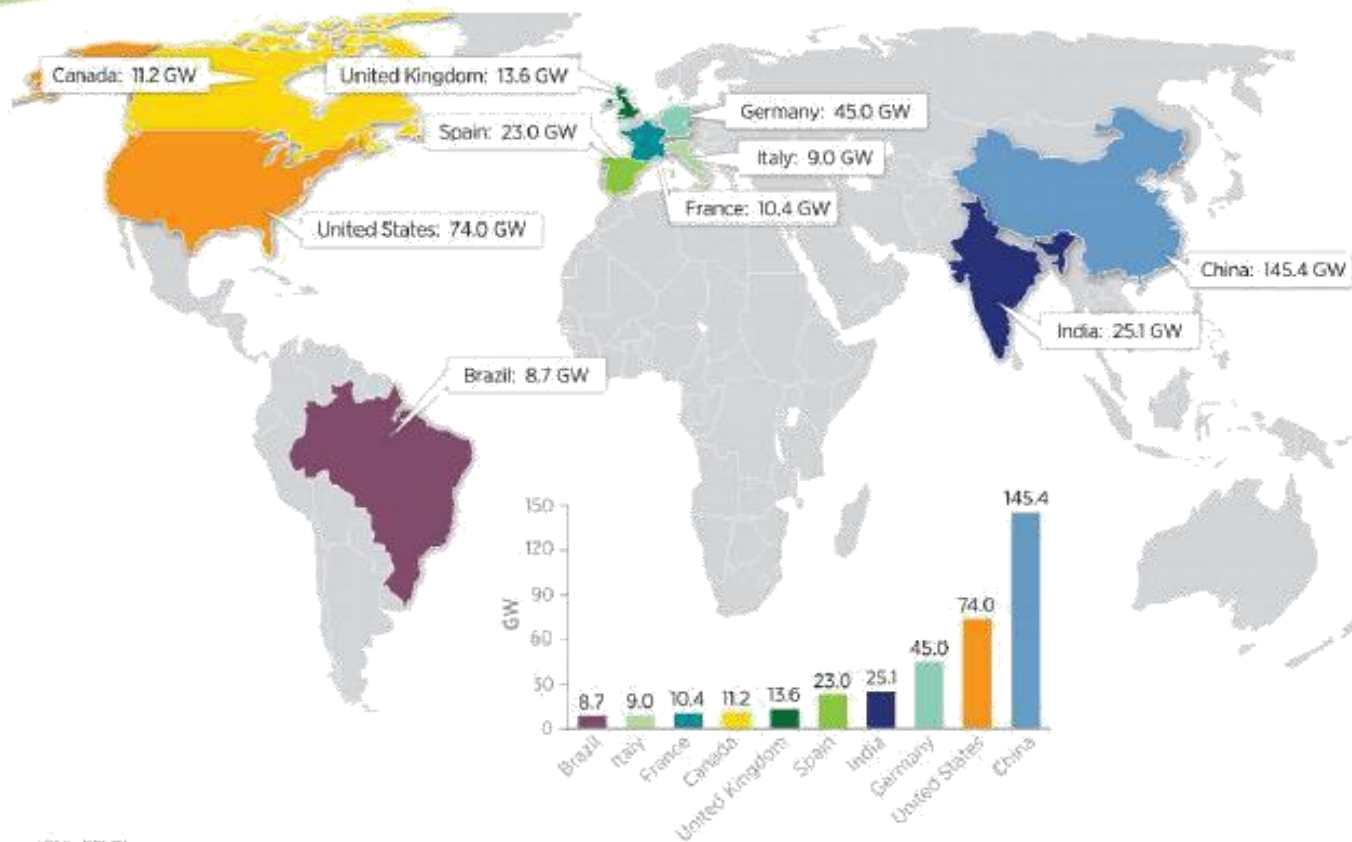 Canada: 11.2 GW
United Kingdom: 13.6 GW
Germany: 45.0 GW
Spain: 23.0 GW
Italy: 9.0 GW
France: 10.4 GW
United States: 74.0 GW
China: 145.4 GW
India: 25.1 GW
Brazil: 8.7 GW
GW
150
120
90
60
30
0
8.7
9.0
10.4
11.2
13.6
23.0
25.1
45.0
74.0
145.4
Brazil
Italy
France
Canada
United Kingdom
Spain
India
Germany
United States
China